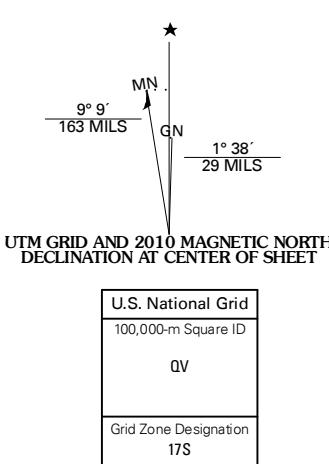 MN
9° 9´
163 MILS
GN
1° 38´
29 MILS
UTM GRID AND 2010 MAGNETIC NORTH
DECLINATION AT CENTER OF SHEET
U.S. National Grid
100,000-m Square ID
QV
Grid Zone Designation
17S